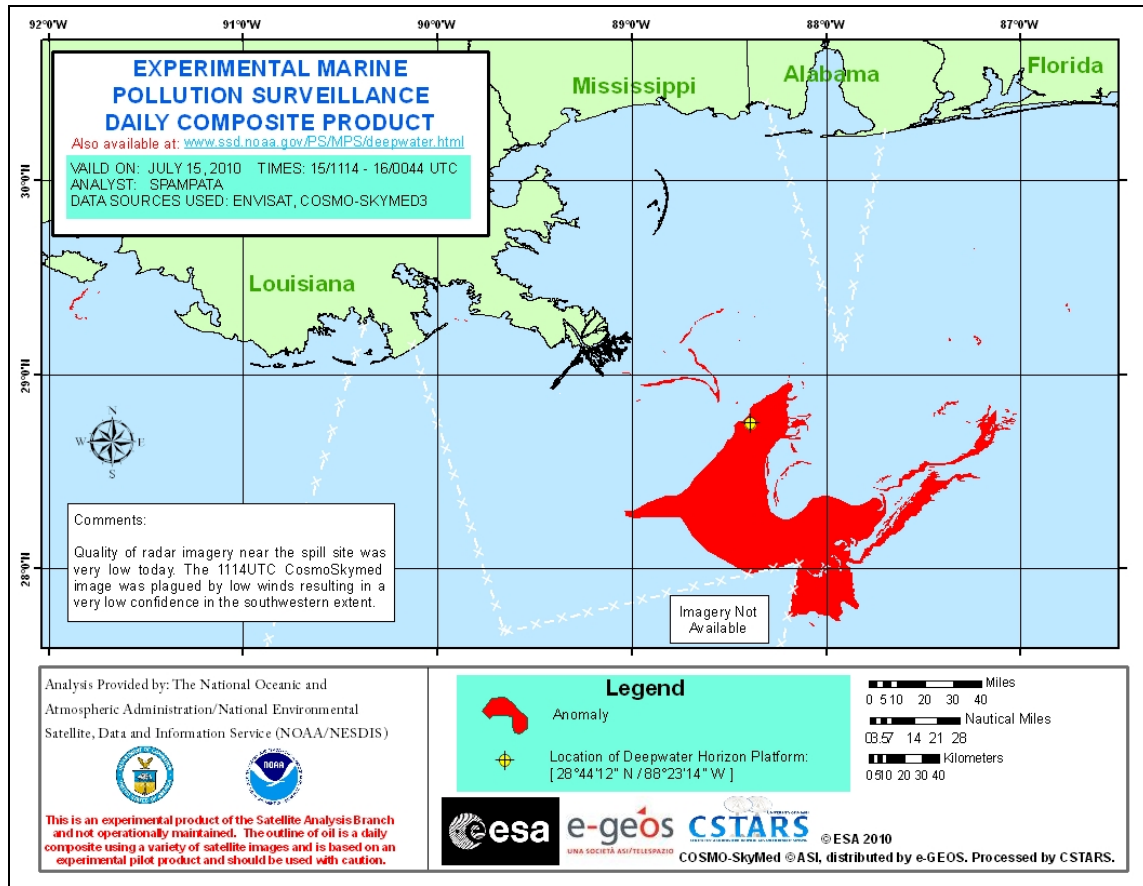 92°0'W 91°0'W 90°0'W 89°0'W 88°0'W 87°0'W
EXPERIMENTAL MARINE
POLLUTION SURVEILLANCE
DAILY COMPOSITE PRODUCT
Also available at: www.ssd.noaa.gov/PS/MPS/deepwater.html
VAILD ON: JULY 15, 2010 TIMES: 15/1114 - 16/0044 UTC
ANALYST: SPAMPATA
DATA SOURCES USED: ENVISAT, COSMO-SKYMED3
Mississippi
Alabama
Florida
30°0'N
Louisiana
29°0'N
N
W E
S
28°0'N
Comments:
Quality of radar imagery near the spill site was
very low today. The 1114UTC CosmoSkymed
image was plagued by low winds resulting in a
very low confidence in the southwestern extent.
Imagery Not
Available
Analysis Provided by: The National Oceanic and
Atmospheric Administration/National Environmental
Satellite, Data and Information Service (NOAA/NESDIS)
NOAA
This is an experimental product of the Satellite Analysis Branch
and not operationally maintained. The outline of oil is a daily
composite using a variety of satellite images and is based on an
experimental pilot product and should be used with caution.
Legend
Anomaly
Location of Deepwater Horizon Platform:
[ 28°44'12" N / 88°23'14" W ]
Miles
0 5 10 20 30 40
Nautical Miles
03.57 14 21 28
Kilometers
0 510 20 30 40
esa
e-geos
UNA SOCIETÀ ASI/TELESPAZIO
CSTARS
© ESA 2010
COSMO-SkyMed © ASI, distributed by e-GEOS. Processed by CSTARS.